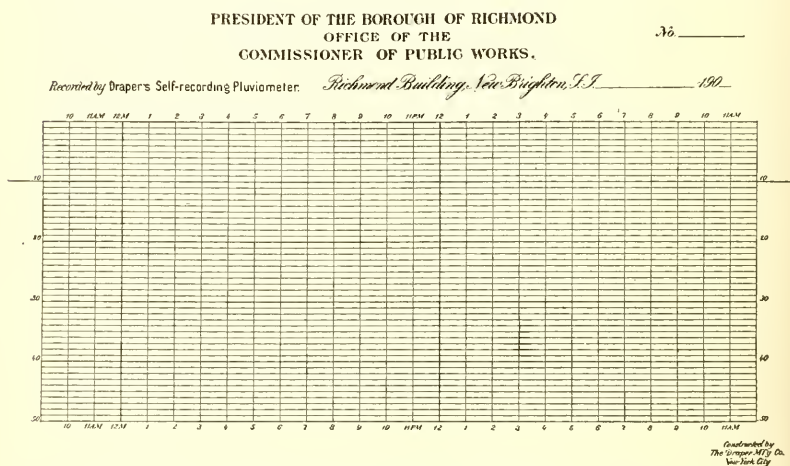 PRESIDENT OF THE BOROUGH OF RICHMOND
OFFICE OF THE
COMMISSIONER OF PUBLIC WORKS.
No.
Recorded by Draper's Self-recording Pluviometer. Richmond Building, New Brighton, S.I. 190
10 11AM 12M 1 2 3 4 5 6 7 8 9 10 11PM 12 1 2 3 4 5 6 7 8 9 10 11AM
.10 .10
.20 .20
.30 .30
.40 .40
.50 .50
10 11AM 12M 1 2 3 4 5 6 7 8 9 10 11PM 12 1 2 3 4 5 6 7 8 9 10 11AM
Constructed by
The Draper M'f'g Co.
New York City